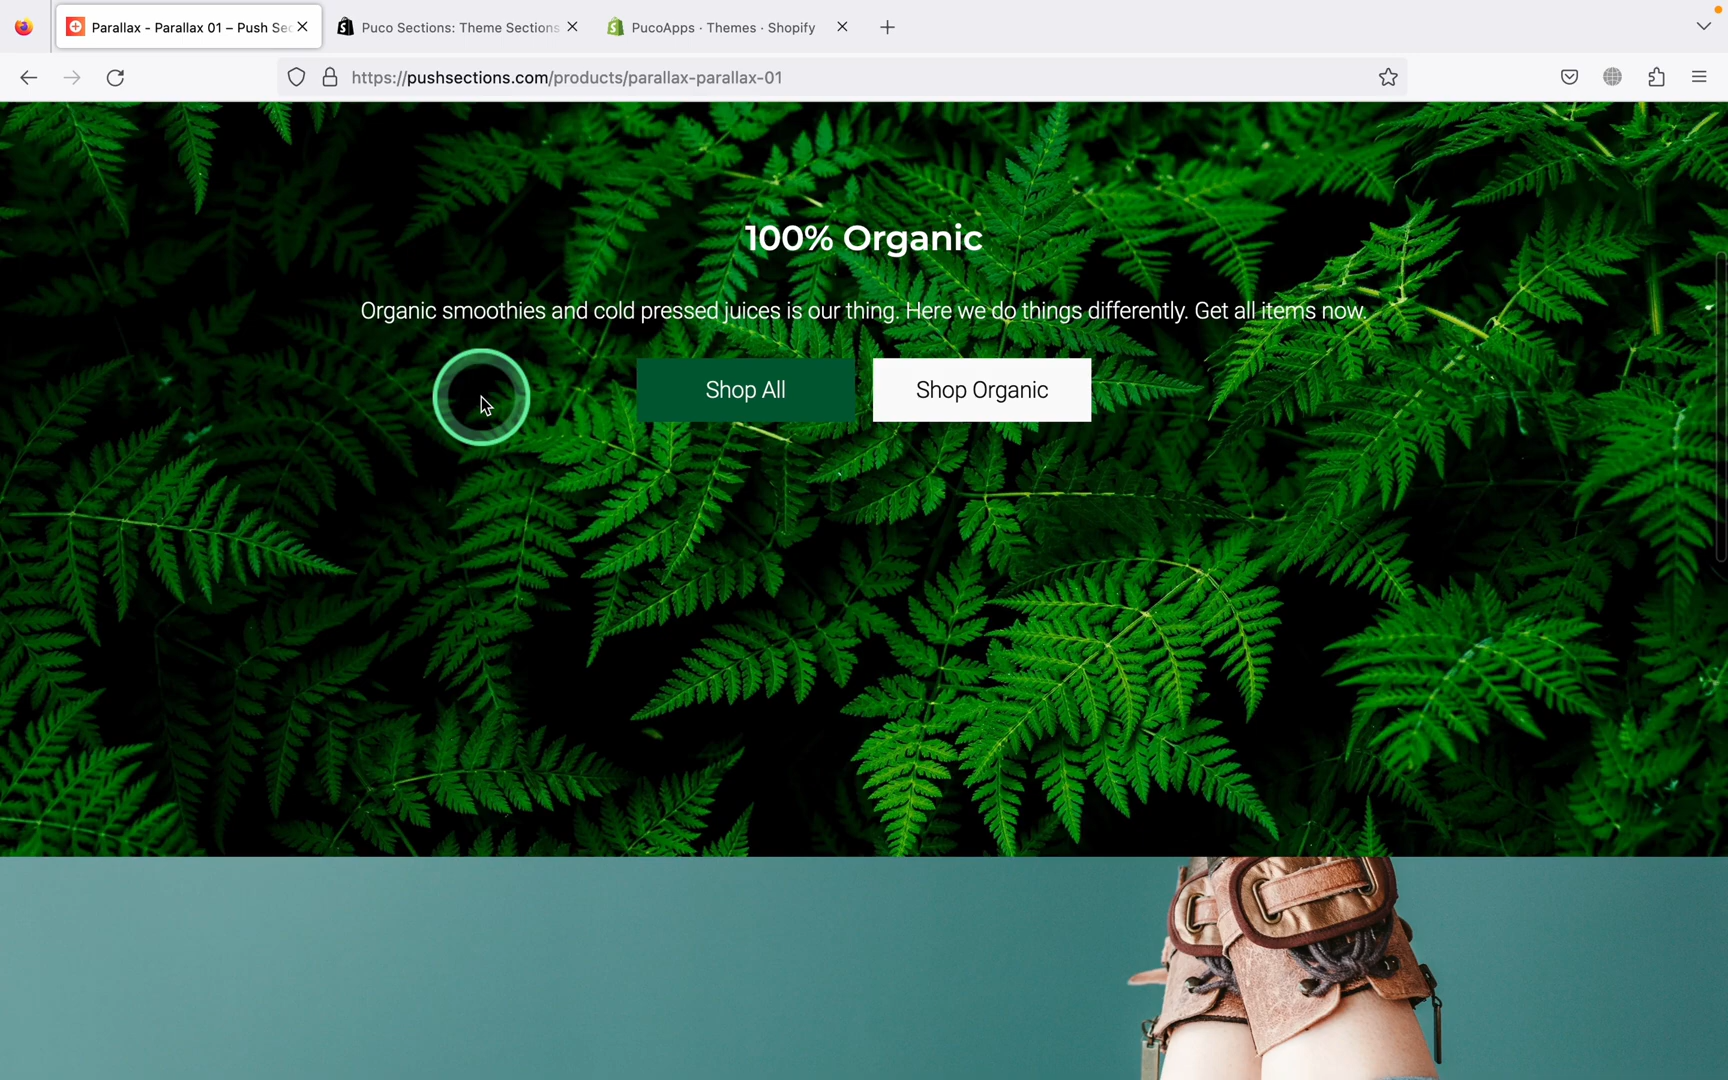 Parallax - Parallax 01 – Push Sec
Puco Sections: Theme Sections
PucoApps · Themes · Shopify
https://pushsections.com/products/parallax-parallax-01
100% Organic
Organic smoothies and cold pressed juices is our thing. Here we do things differently. Get all items now.
Shop All
Shop Organic